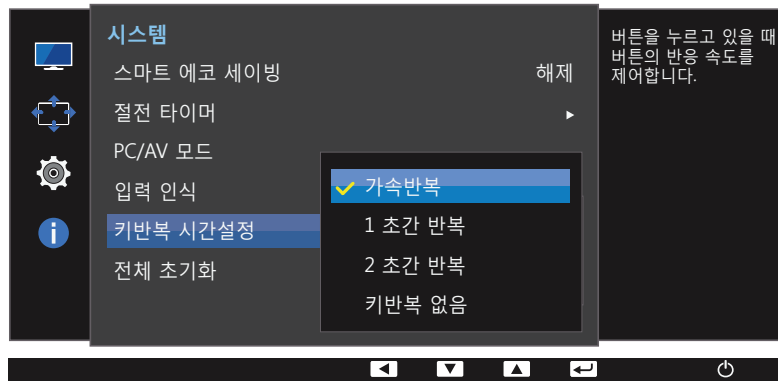 시스템
스마트 에코 세이빙 해제
절전 타이머
PC/AV 모드
입력 인식
키반복 시간설정
전체 초기화
가속반복
1 초간 반복
2 초간 반복
키반복 없음
버튼을 누르고 있을 때
버튼의 반응 속도를
제어합니다.